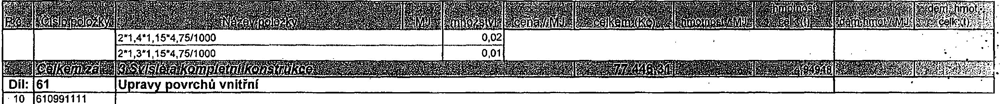 P.č. Číslo položky Název položky MJ množství cena / MJ celkem (Kč) hmotnost / MJ hmotnost celk.(t) dem.hmot / MJ dem. hmot. celk.(t)
2*1,4*1,15*4,75/1000 0,02
2*1,3*1,15*4,75/1000 0,01
Celkem za 3 Svislé a kompletní konstrukce 77 446,31 94948
Díl: 61 Upravy povrchů vnitřní
10 610991111